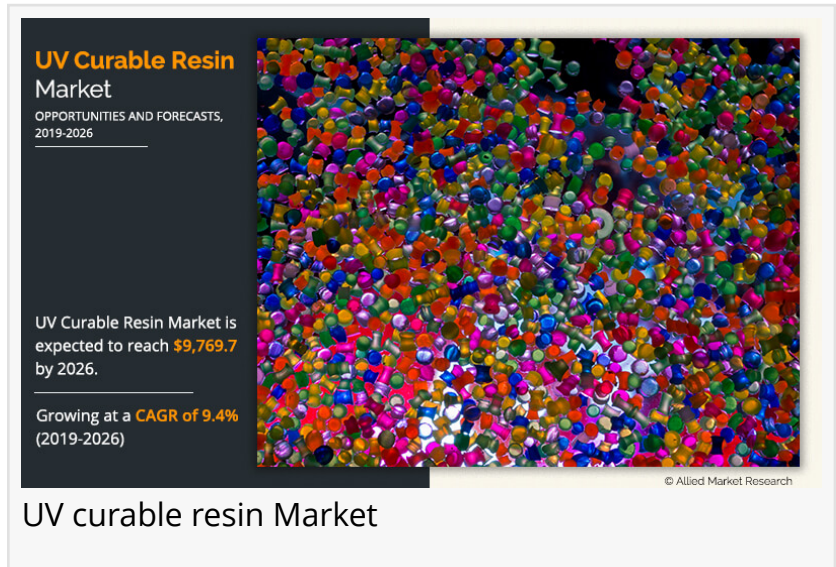 UV Curable Resin
Market
OPPORTUNITIES AND FORECASTS,
2019-2026
UV Curable Resin Market is
expected to reach $9,769.7
by 2026.
Growing at a CAGR of 9.4%
(2019-2026)
© Allied Market Research
UV curable resin Market